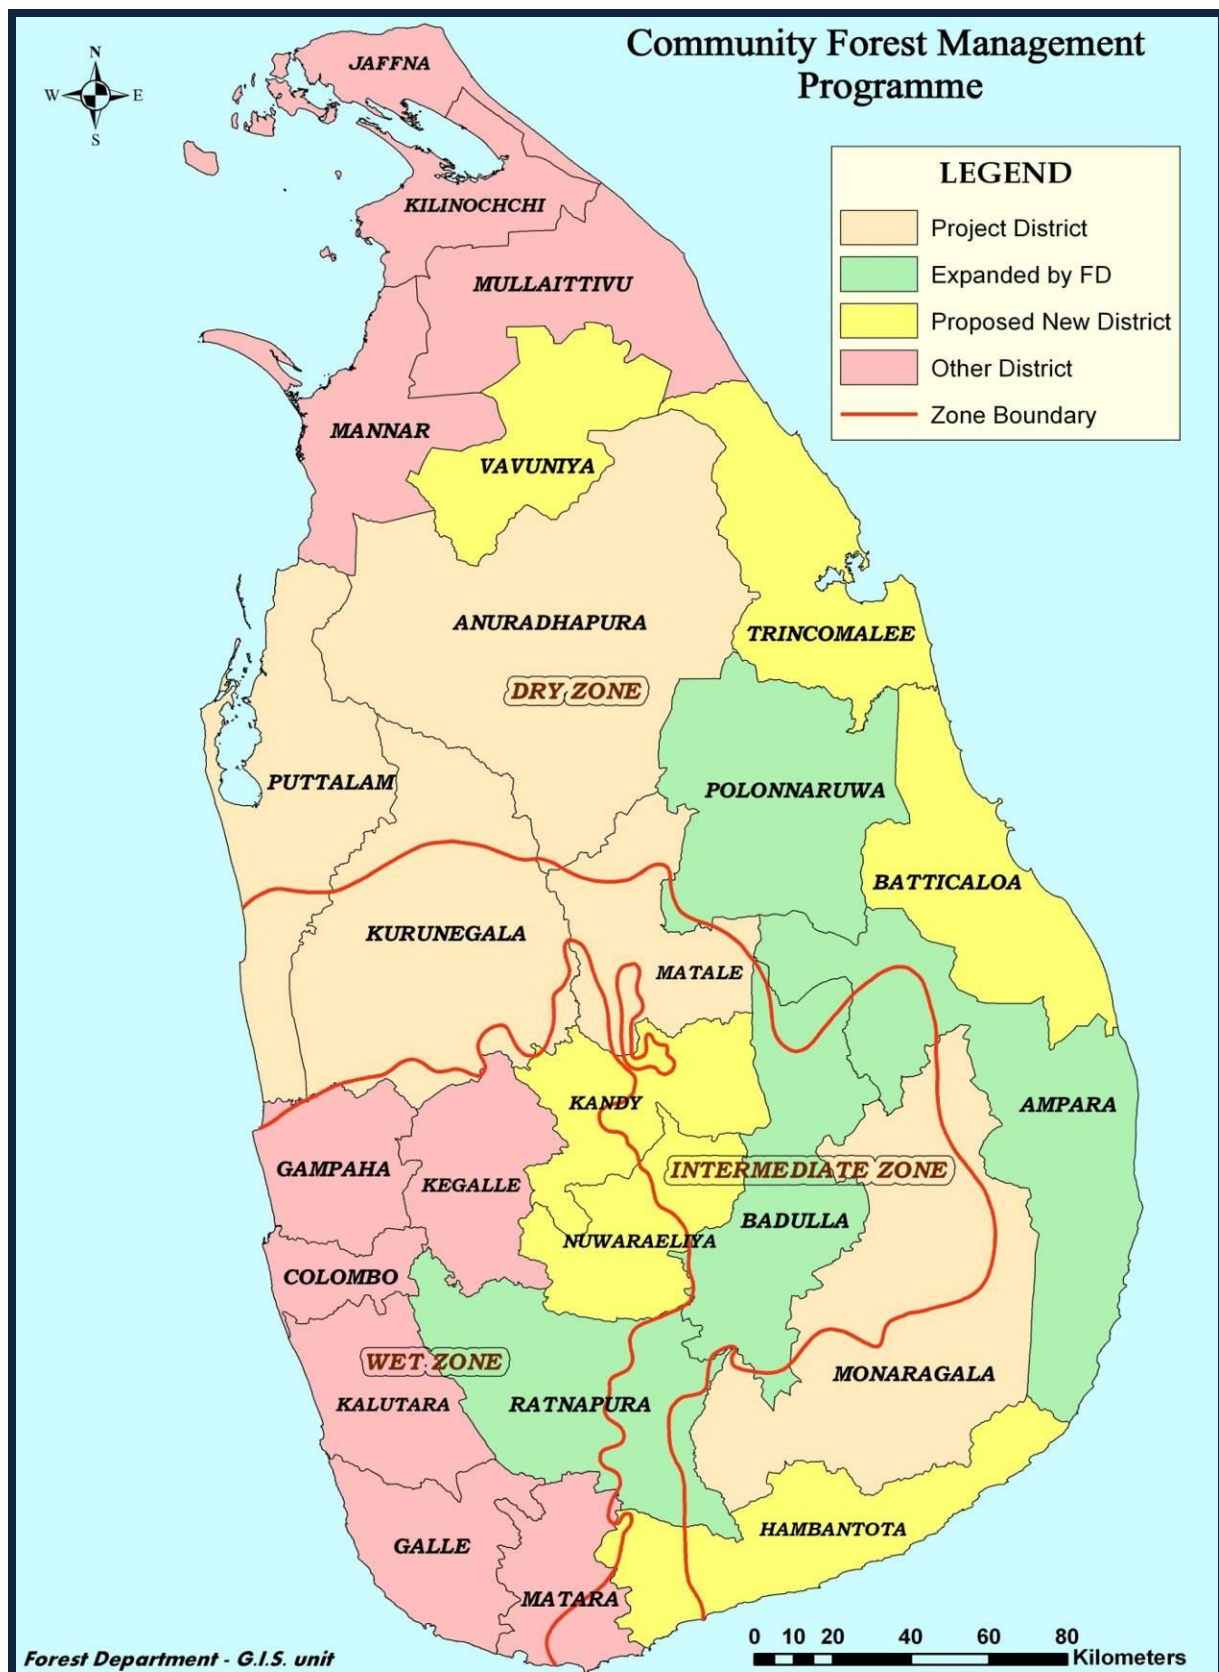 Community Forest Management
Programme
N
W E
S
LEGEND
Project District
Expanded by FD
Proposed New District
Other District
Zone Boundary
JAFFNA
KILINOCHCHI
MULLAITTIVU
MANNAR
VAVUNIYA
ANURADHAPURA
TRINCOMALEE
DRY ZONE
PUTTALAM
POLONNARUWA
BATTICALOA
KURUNEGALA
MATALE
KANDY
AMPARA
GAMPAHA
KEGALLE
INTERMEDIATE ZONE
BADULLA
NUWARAELIYA
COLOMBO
WET ZONE
MONARAGALA
KALUTARA
RATNAPURA
HAMBANTOTA
GALLE
MATARA
0 10 20 40 60 80
Kilometers
Forest Department - G.I.S. unit